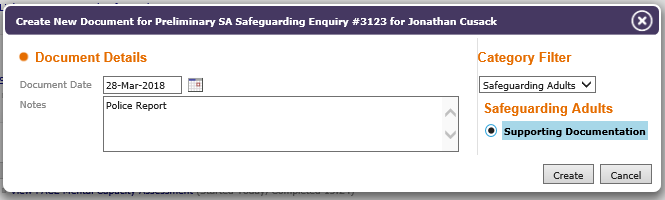 Create New Document for Preliminary SA Safeguarding Enquiry #3123 for Jonathan Cusack
Document Details
Document Date 28-Mar-2018
Notes Police Report
Category Filter
Safeguarding Adults
Safeguarding Adults
Supporting Documentation
Create Cancel